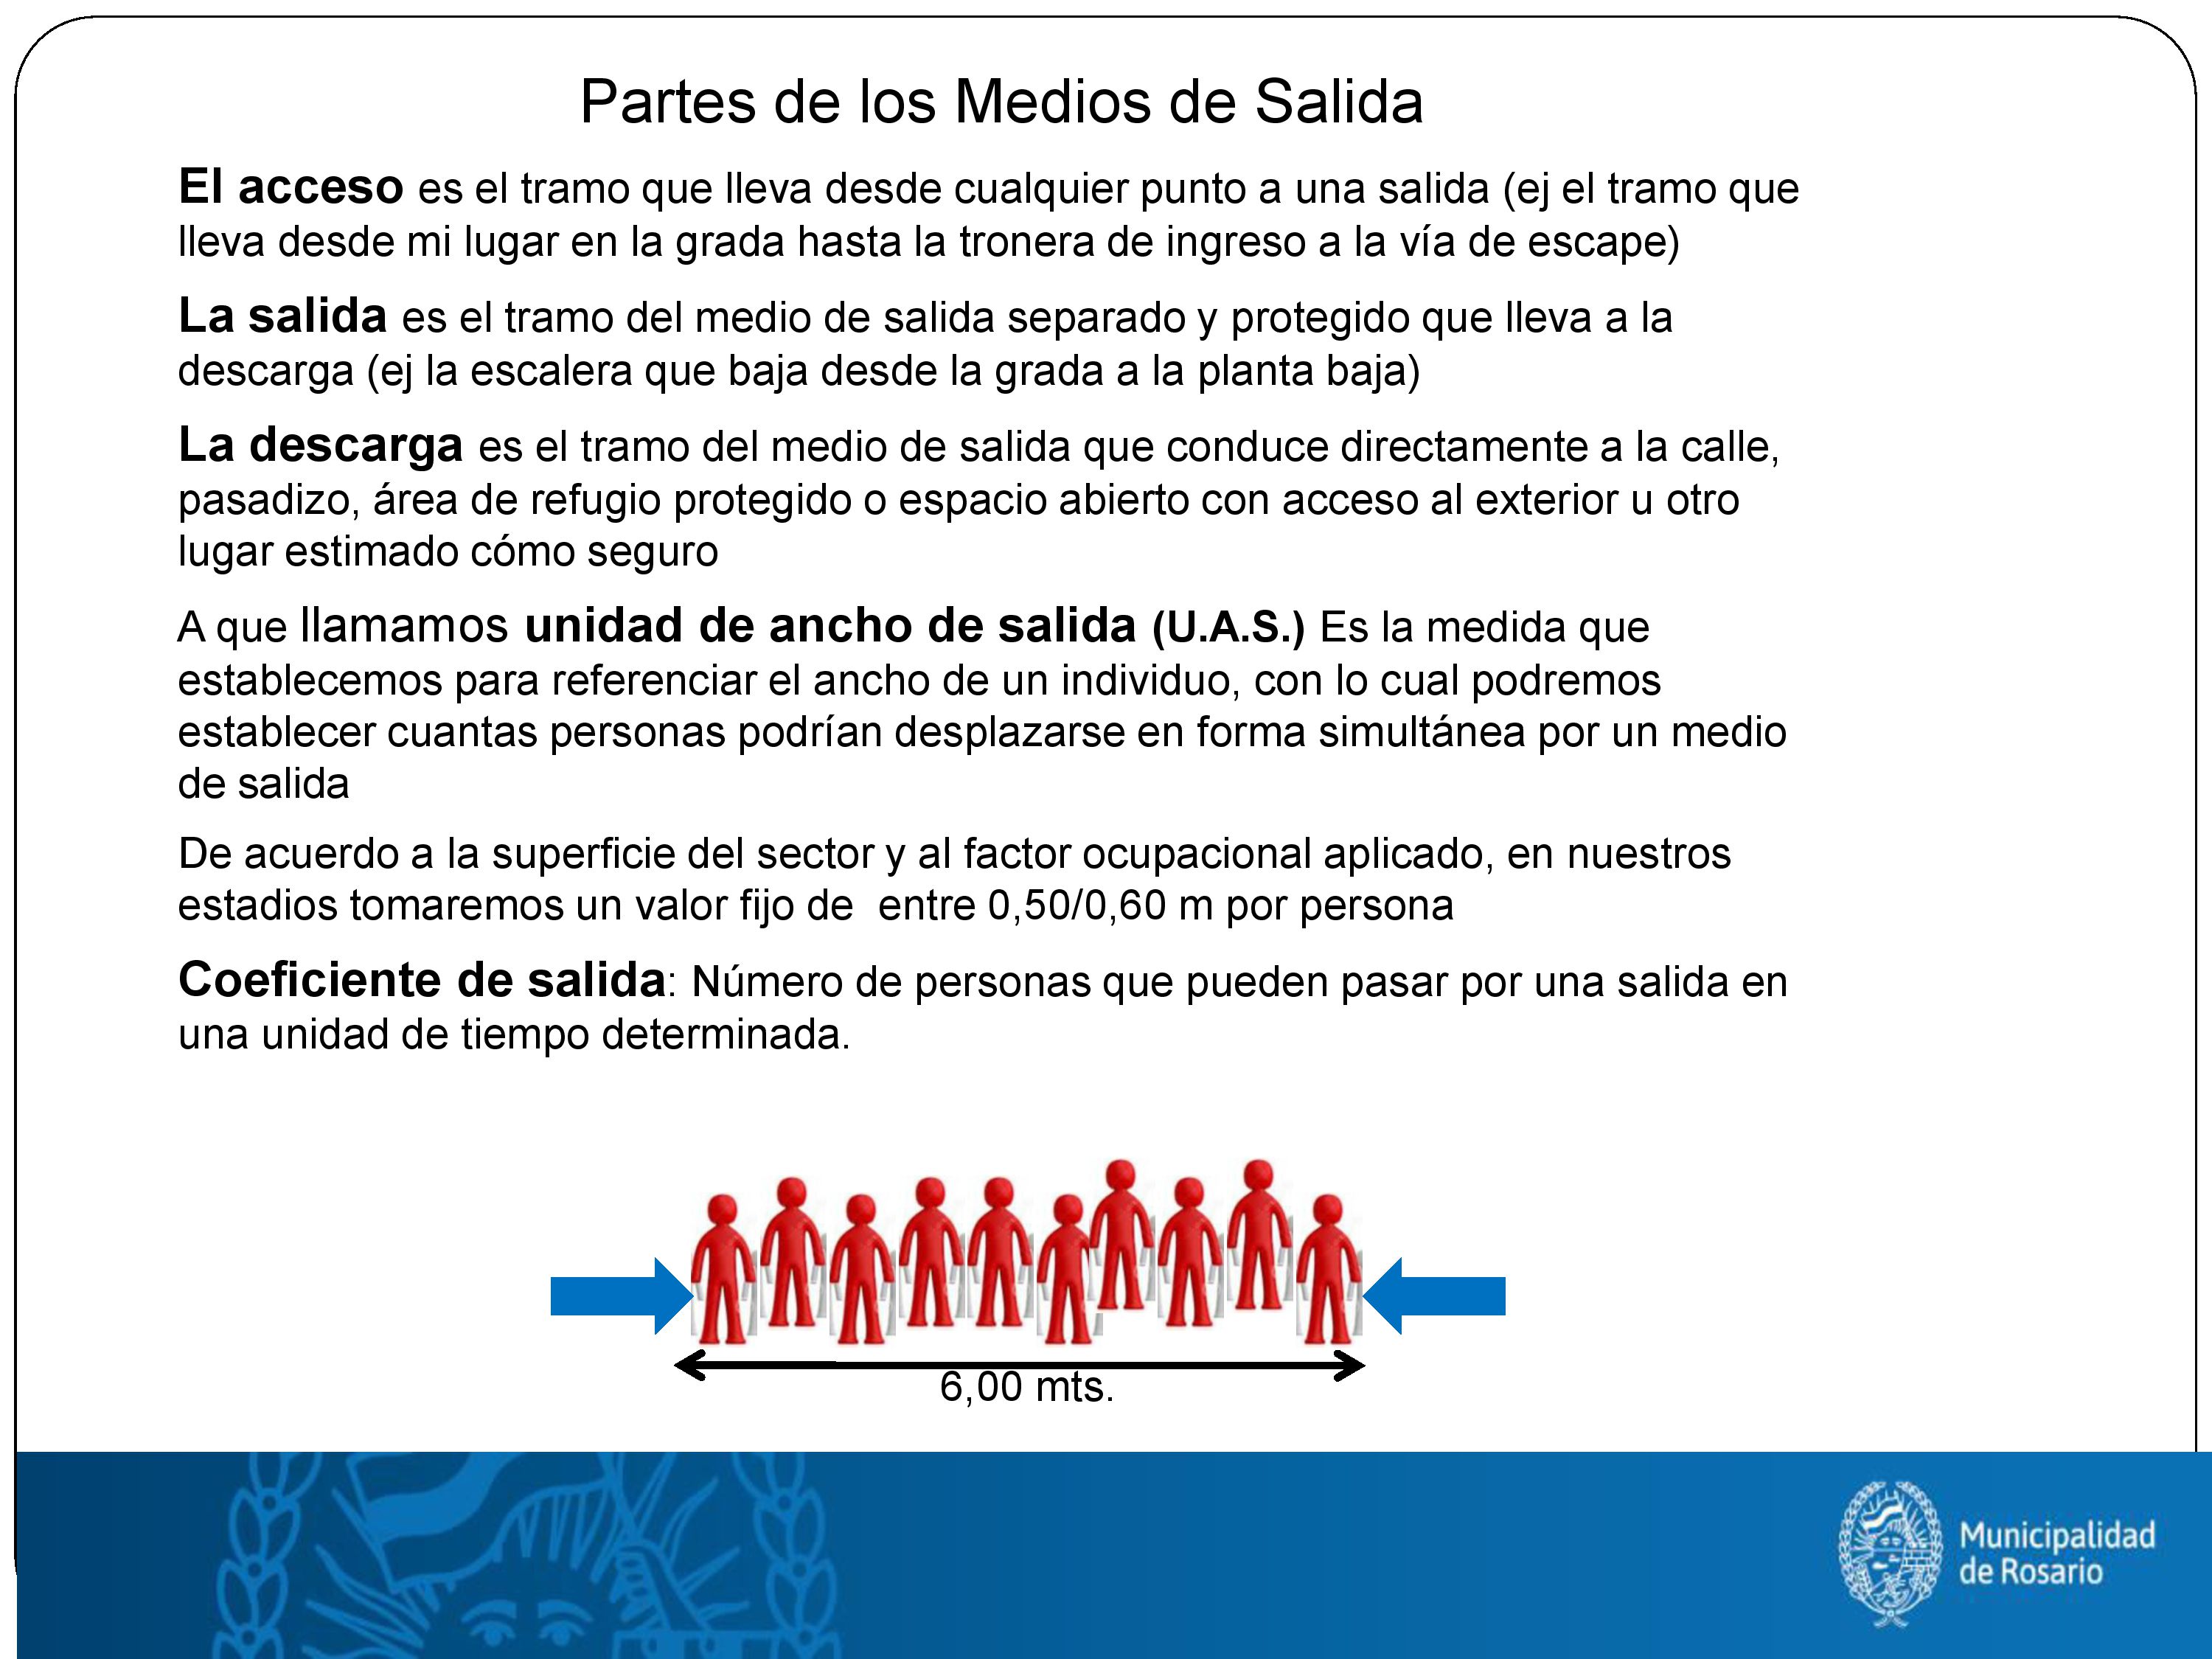 Partes de los Medios de Salida
El acceso es el tramo que lleva desde cualquier punto a una salida (ej el tramo que
lleva desde mi lugar en la grada hasta la tronera de ingreso a la vía de escape)
La salida es el tramo del medio de salida separado y protegido que lleva a la
descarga (ej la escalera que baja desde la grada a la planta baja)
La descarga es el tramo del medio de salida que conduce directamente a la calle,
pasadizo, área de refugio protegido o espacio abierto con acceso al exterior u otro
lugar estimado cómo seguro
A que llamamos unidad de ancho de salida (U.A.S.) Es la medida que
establecemos para referenciar el ancho de un individuo, con lo cual podremos
establecer cuantas personas podrían desplazarse en forma simultánea por un medio
de salida
De acuerdo a la superficie del sector y al factor ocupacional aplicado, en nuestros
estadios tomaremos un valor fijo de  entre 0,50/0,60 m por persona
Coeficiente de salida: Número de personas que pueden pasar por una salida en
una unidad de tiempo determinada.
6,00 mts.
Municipalidad
de Rosario